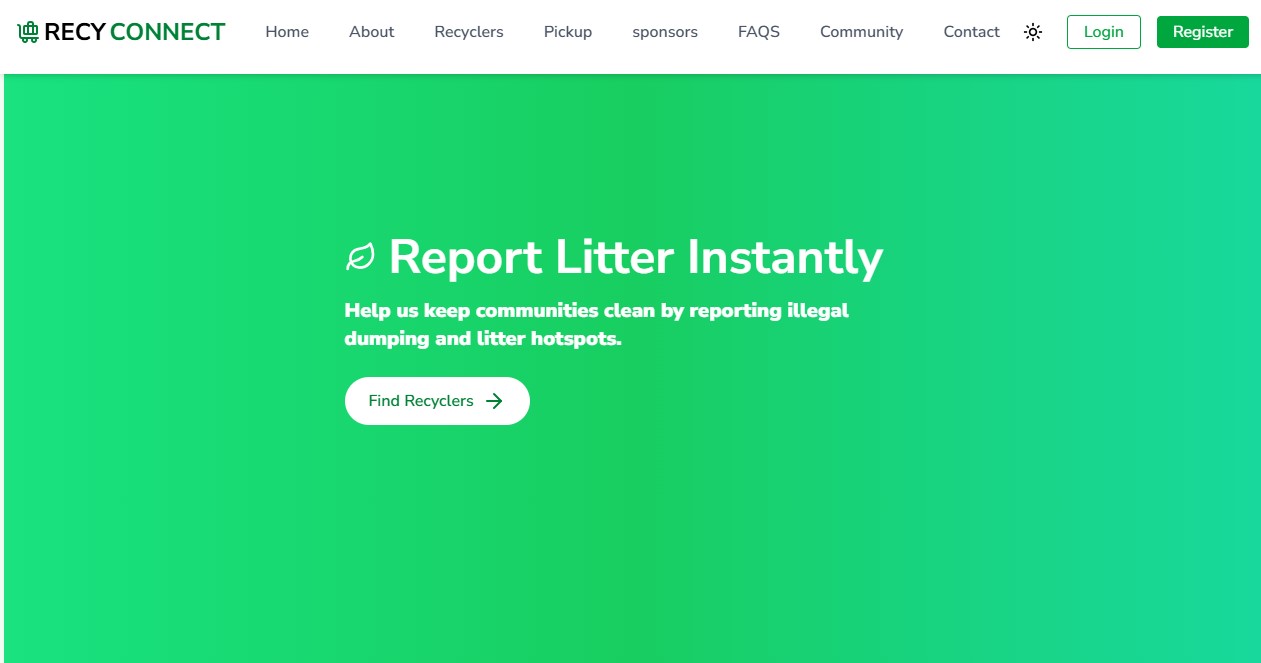 RECY CONNECT Home About Recyclers Pickup sponsors FAQS Community Contact Login Register
Report Litter Instantly
Help us keep communities clean by reporting illegal
dumping and litter hotspots.
Find Recyclers